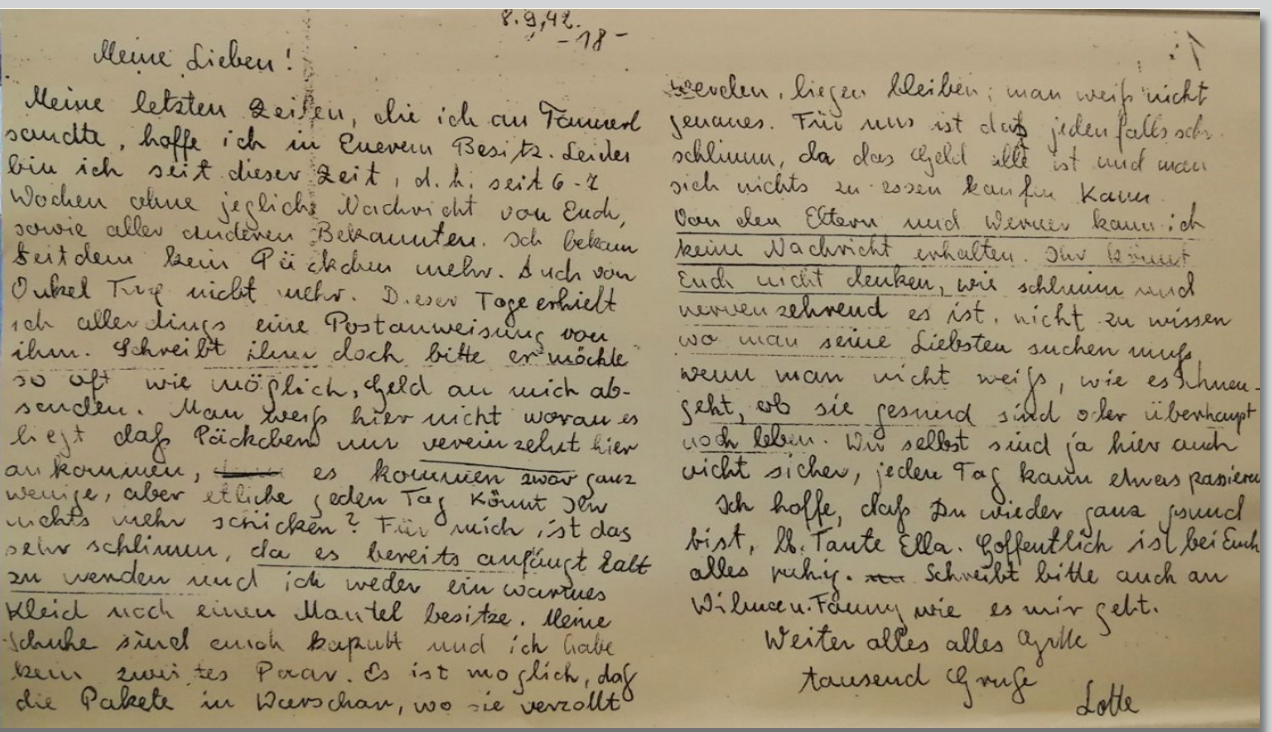 8.9.42.
-18-
Meine Lieben!
Meine letzten Zeilen, die ich an Tannerl
sandte, hoffe ich in Euerem Besitz. Leider
bin ich seit dieser Zeit, d.h. seit 6-7
Wochen ohne jegliche Nachricht von Euch,
sowie aller anderen Bekannten. Ich bekam
seitdem kein Päckchen mehr. Auch von
Onkel nicht mehr. Dieser Tage erhielt
ich allerdings eine Postanweisung von
ihm. Schreibt ihm doch bitte er möchte
so oft wie möglich, Geld an mich ab-
senden. Man weiß hier nicht woran es
liegt daß Päckchen nur vereinzelnt hier
ankommen, es kommen zwar ganz
wenige, aber etliche jeden Tag Könnt Ihr
nichts mehr schicken? Für mich ist das
sehr schlimm, da es bereits anfängt kalt
zu werden und ich weder ein warmes
Kleid noch einen Mantel besitze. Meine
Schuhe sind auch kaputt und ich habe
kein zweites Paar. Es ist moglich, daß
die Pakete in Warschau, wo sie verzollt
1.
werden, liegen bleiben; man weiß nicht
genaues. Für uns ist daß jedenfalls sehr
schlimm, da das Geld alle ist und man
sich nichts zu essen kaufen kann.
Von den Eltern und Werner kann ich
keine Nachricht erhalten. Ihr könnt
Euch nicht denken, wie schlimm und
nervenzehrend es ist, nicht zu wissen
wo man seine Liebsten suchen muß,
wenn man nicht weiß, wie es Ihnen
geht, ob sie gesund sind oder überhaupt
noch leben. Wir selbst sind ja hier auch
nicht sicher, jeden Tag kann etwas passieren
Ich hoffe, daß Du wieder ganz gsund
bist, lb. Tante Ella. Hoffentlich ist bei Euch
alles ruhig. Schreibt bitte auch an
Wilma u. Fanny wie es mir geht.
Weiter alles alles Gute
tausend Gruße
Lotte